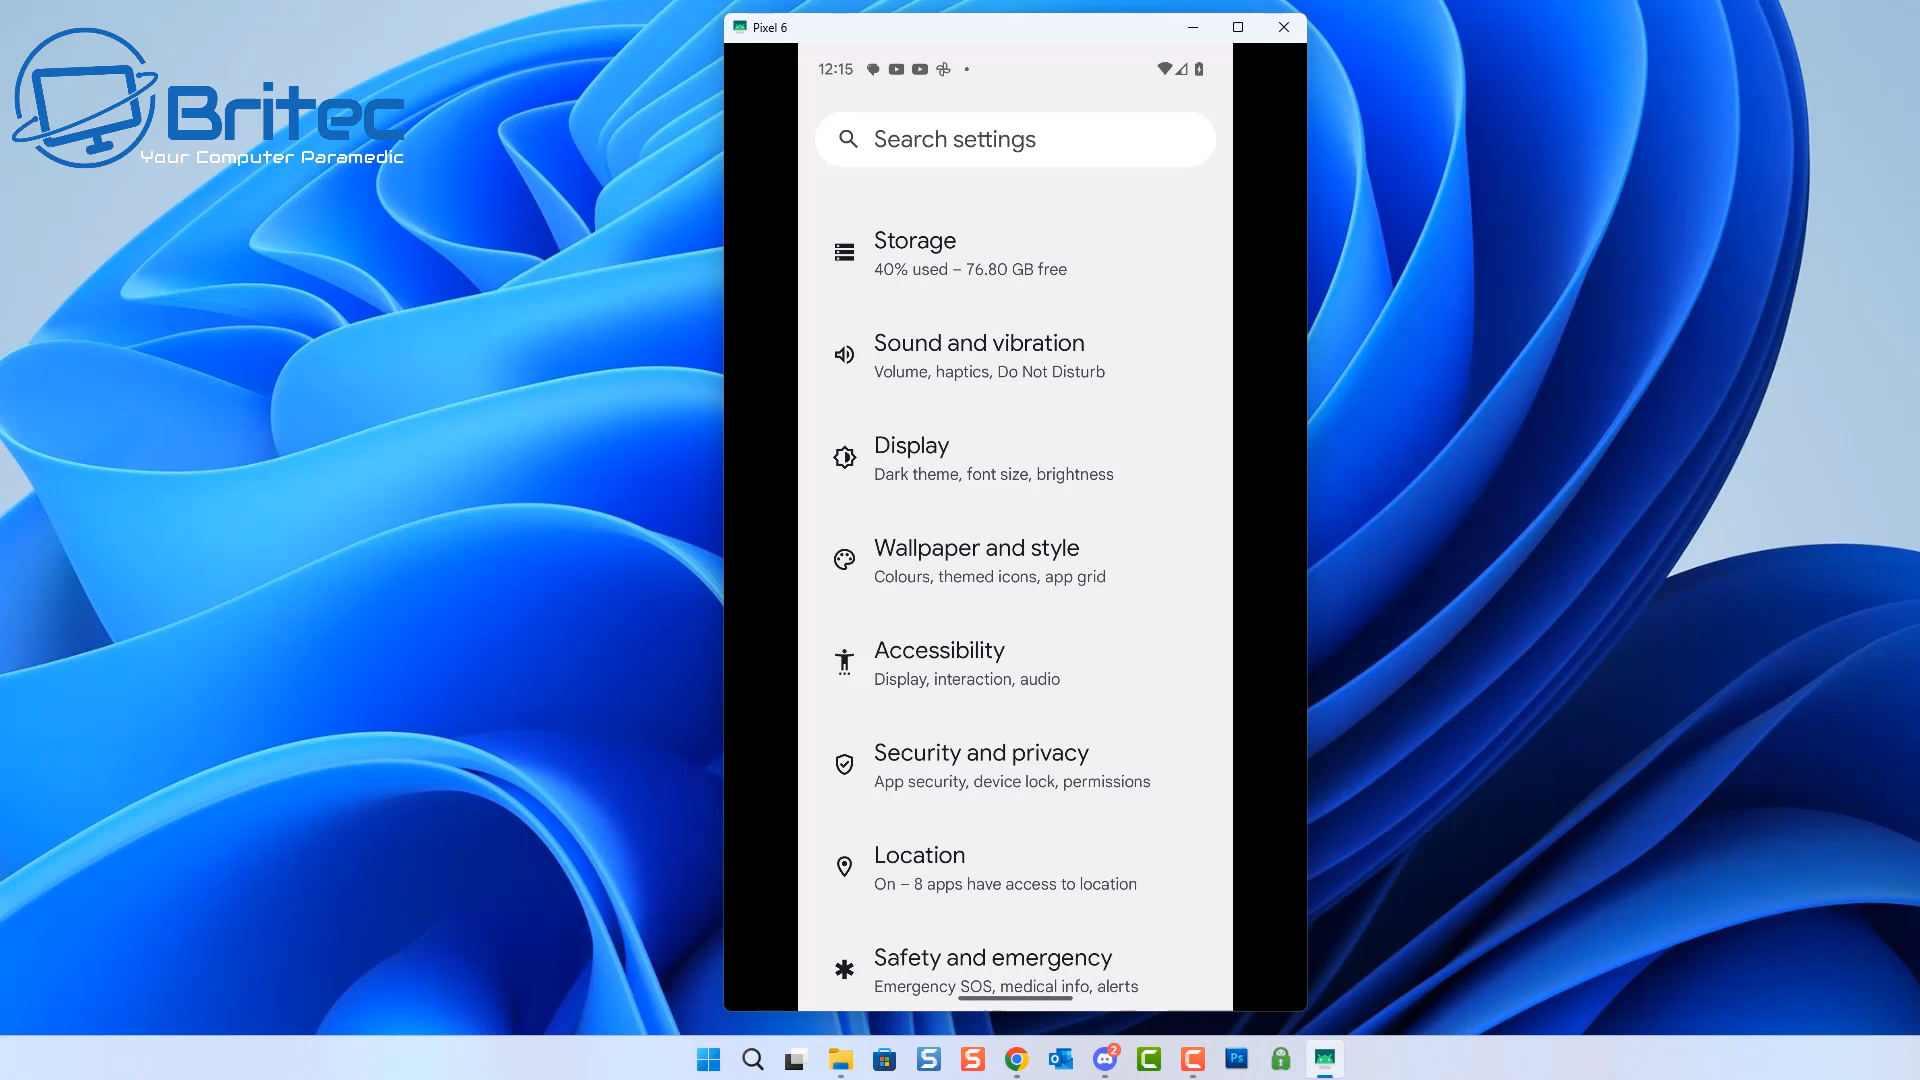 Britec
Your Computer Paramedic
Pixel 6
12:15
Search settings
Storage
40% used – 76.80 GB free
Sound and vibration
Volume, haptics, Do Not Disturb
Display
Dark theme, font size, brightness
Wallpaper and style
Colours, themed icons, app grid
Accessibility
Display, interaction, audio
Security and privacy
App security, device lock, permissions
Location
On – 8 apps have access to location
Safety and emergency
Emergency SOS, medical info, alerts
S
S
O
2
C
C
Ps